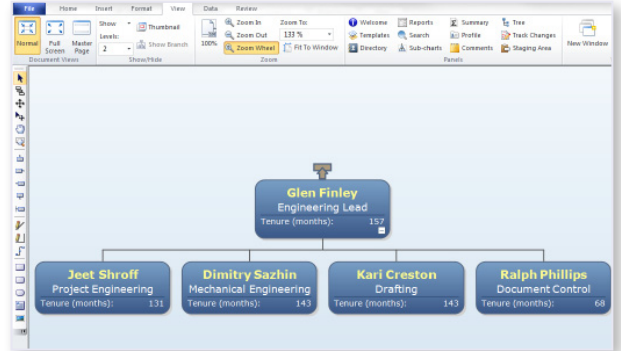 File Home Insert Format View Data Review
Normal
Full Screen
Master Page
Document Views
Show Levels:
2
Thumbnail
Show Branch
Show/Hide
100%
Zoom In
Zoom Out
Zoom Wheel
Zoom To:
133 %
Fit To Window
Zoom
Welcome
Templates
Directory
Reports
Search
Sub-charts
Summary
Profile
Comments
Tree
Track Changes
Staging Area
Panels
New Window
Glen Finley
Engineering Lead
Tenure (months): 157
Jeet Shroff
Project Engineering
Tenure (months): 131
Dimitry Sazhin
Mechanical Engineering
Tenure (months): 143
Kari Creston
Drafting
Tenure (months): 143
Ralph Phillips
Document Control
Tenure (months): 68